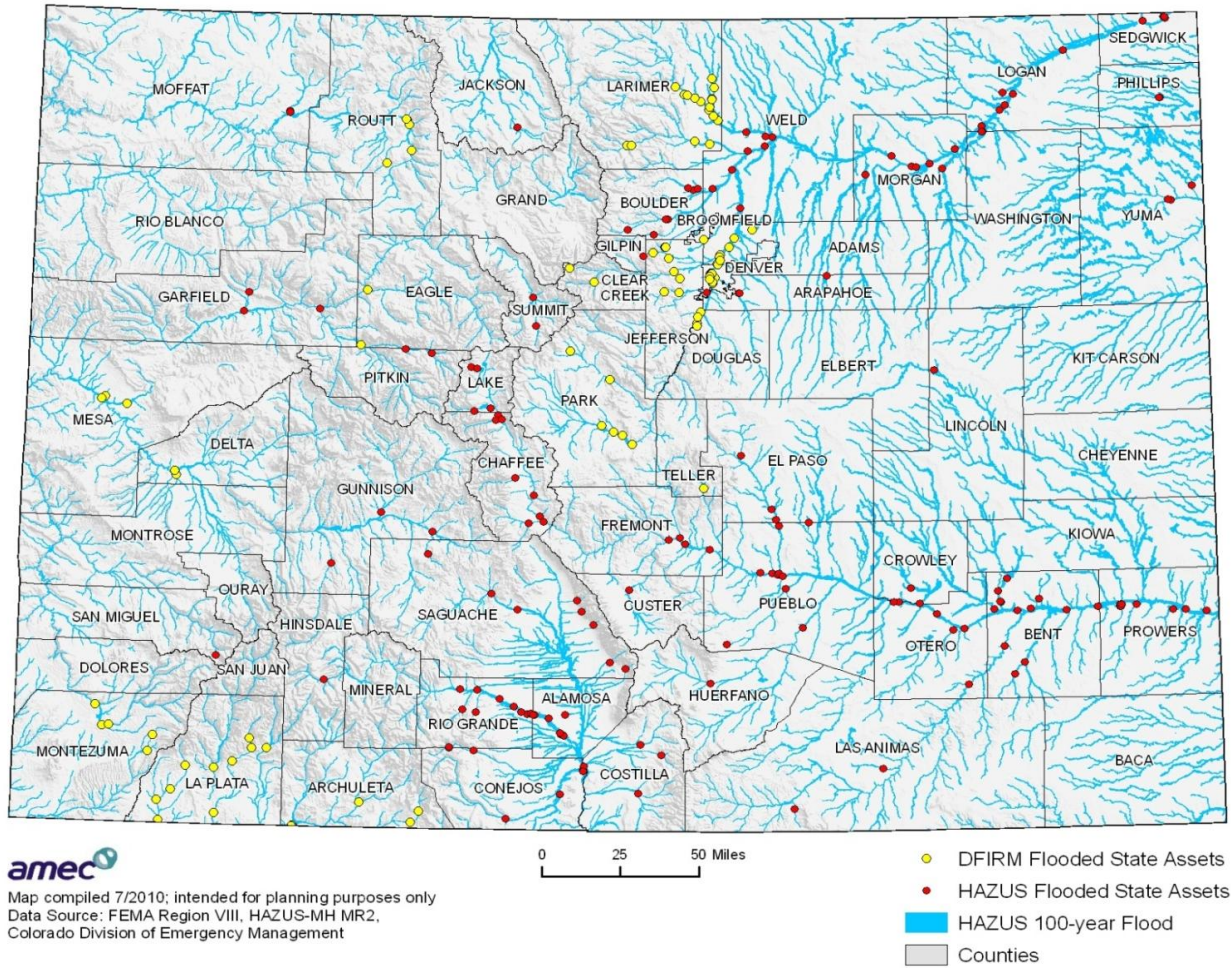 MOFFAT
ROUTT
JACKSON
LARIMER
WELD
LOGAN
SEDGWICK
PHILLIPS
RIO BLANCO
GRAND
BOULDER
BROOMFIELD
MORGAN
WASHINGTON
YUMA
GILPIN
ADAMS
GARFIELD
EAGLE
SUMMIT
CLEAR
CREEK
DENVER
ARAPAHOE
JEFFERSON
DOUGLAS
ELBERT
KIT CARSON
PITKIN
LAKE
PARK
MESA
DELTA
LINCOLN
GUNNISON
CHAFFEE
TELLER
EL PASO
CHEYENNE
MONTROSE
FREMONT
KIOWA
OURAY
CROWLEY
SAN MIGUEL
HINSDALE
SAGUACHE
CUSTER
PUEBLO
DOLORES
SAN JUAN
MINERAL
ALAMOSA
HUERFANO
OTERO
BENT
PROWERS
RIO GRANDE
MONTEZUMA
LA PLATA
ARCHULETA
CONEJOS
COSTILLA
LAS ANIMAS
BACA
amec
Map compiled 7/2010; intended for planning purposes only
Data Source: FEMA Region VIII, HAZUS-MH MR2,
Colorado Division of Emergency Management
0 25 50 Miles
DFIRM Flooded State Assets
HAZUS Flooded State Assets
HAZUS 100-year Flood
Counties